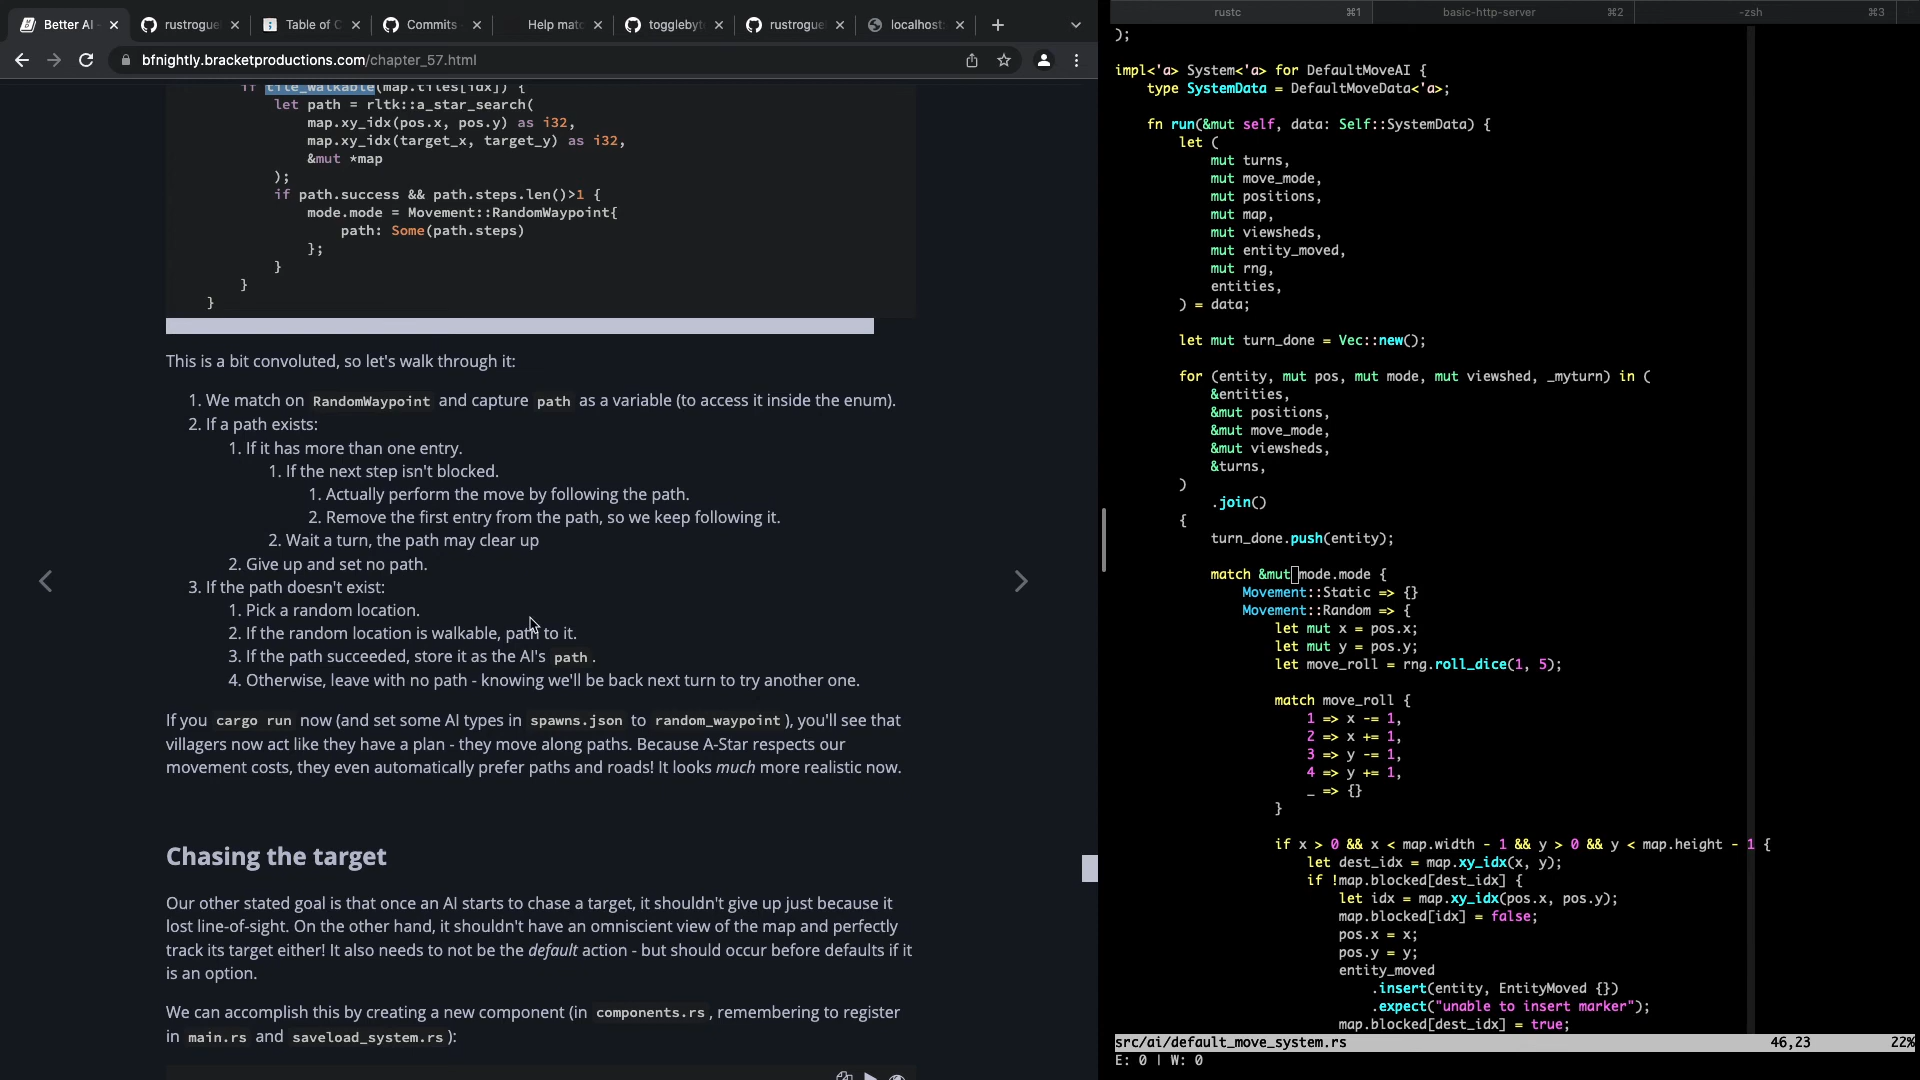 Better AI -
rustrogue
Table of C
Commits
Help matc
togglebyt
rustrogue
localhost:
bfnightly.bracketproductions.com/chapter_57.html
if tile_walkable(map.tiles[idx]) {
let path = rltk::a_star_search(
map.xy_idx(pos.x, pos.y) as i32,
map.xy_idx(target_x, target_y) as i32,
&mut *map
);
if path.success && path.steps.len()>1 {
mode.mode = Movement::RandomWaypoint{
path: Some(path.steps)
};
}
}
}
This is a bit convoluted, so let's walk through it:
1. We match on RandomWaypoint and capture path as a variable (to access it inside the enum).
2. If a path exists:
1. If it has more than one entry.
1. If the next step isn't blocked.
1. Actually perform the move by following the path.
2. Remove the first entry from the path, so we keep following it.
2. Wait a turn, the path may clear up
2. Give up and set no path.
3. If the path doesn't exist:
1. Pick a random location.
2. If the random location is walkable, path to it.
3. If the path succeeded, store it as the AI's path.
4. Otherwise, leave with no path - knowing we'll be back next turn to try another one.
If you cargo run now (and set some AI types in spawns.json to random_waypoint), you'll see that
villagers now act like they have a plan - they move along paths. Because A-Star respects our
movement costs, they even automatically prefer paths and roads! It looks much more realistic now.
Chasing the target
Our other stated goal is that once an AI starts to chase a target, it shouldn't give up just because it
lost line-of-sight. On the other hand, it shouldn't have an omniscient view of the map and perfectly
track its target either! It also needs to not be the default action - but should occur before defaults if it
is an option.
We can accomplish this by creating a new component (in components.rs, remembering to register
in main.rs and saveload_system.rs):
rustc ⌘1
basic-http-server ⌘2
-zsh ⌘3
);
impl<'a> System<'a> for DefaultMoveAI {
type SystemData = DefaultMoveData<'a>;
fn run(&mut self, data: Self::SystemData) {
let (
mut turns,
mut move_mode,
mut positions,
mut map,
mut viewsheds,
mut entity_moved,
mut rng,
entities,
) = data;
let mut turn_done = Vec::new();
for (entity, mut pos, mut mode, mut viewshed, _myturn) in (
&entities,
&mut positions,
&mut move_mode,
&mut viewsheds,
&turns,
)
.join()
{
turn_done.push(entity);
match &mut mode.mode {
Movement::Static => {}
Movement::Random => {
let mut x = pos.x;
let mut y = pos.y;
let move_roll = rng.roll_dice(1, 5);
match move_roll {
1 => x -= 1,
2 => x += 1,
3 => y -= 1,
4 => y += 1,
_ => {}
}
if x > 0 && x < map.width - 1 && y > 0 && y < map.height - 1 {
let dest_idx = map.xy_idx(x, y);
if !map.blocked[dest_idx] {
let idx = map.xy_idx(pos.x, pos.y);
map.blocked[idx] = false;
pos.x = x;
pos.y = y;
entity_moved
.insert(entity, EntityMoved {})
.expect("unable to insert marker");
map.blocked[dest_idx] = true;
src/ai/default_move_system.rs 46,23 22%
E: 0 | W: 0